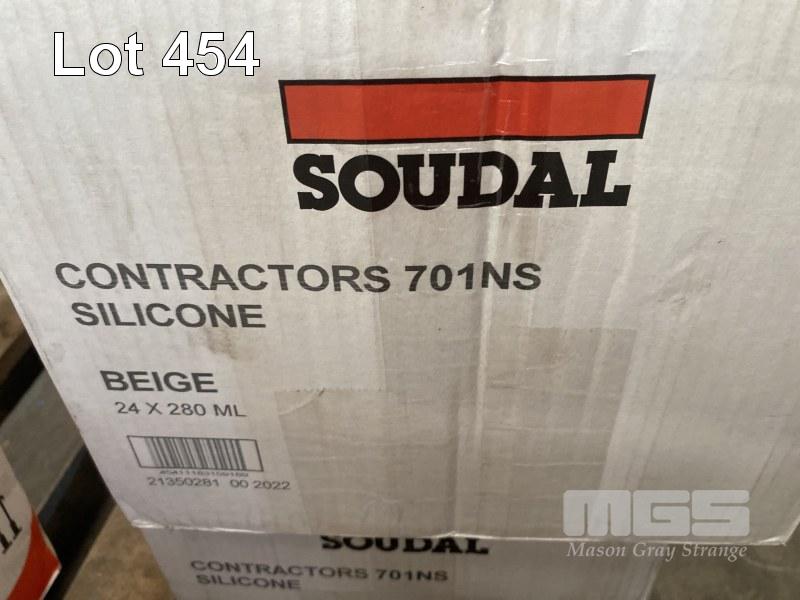 Lot 454
SOUDAL
CONTRACTORS 701NS
SILICONE
BEIGE
24 X 280 ML
21350281 00 2022
MGS
Mason Gray Strange
SOUDAL
CONTRACTORS 701NS
SILICONE